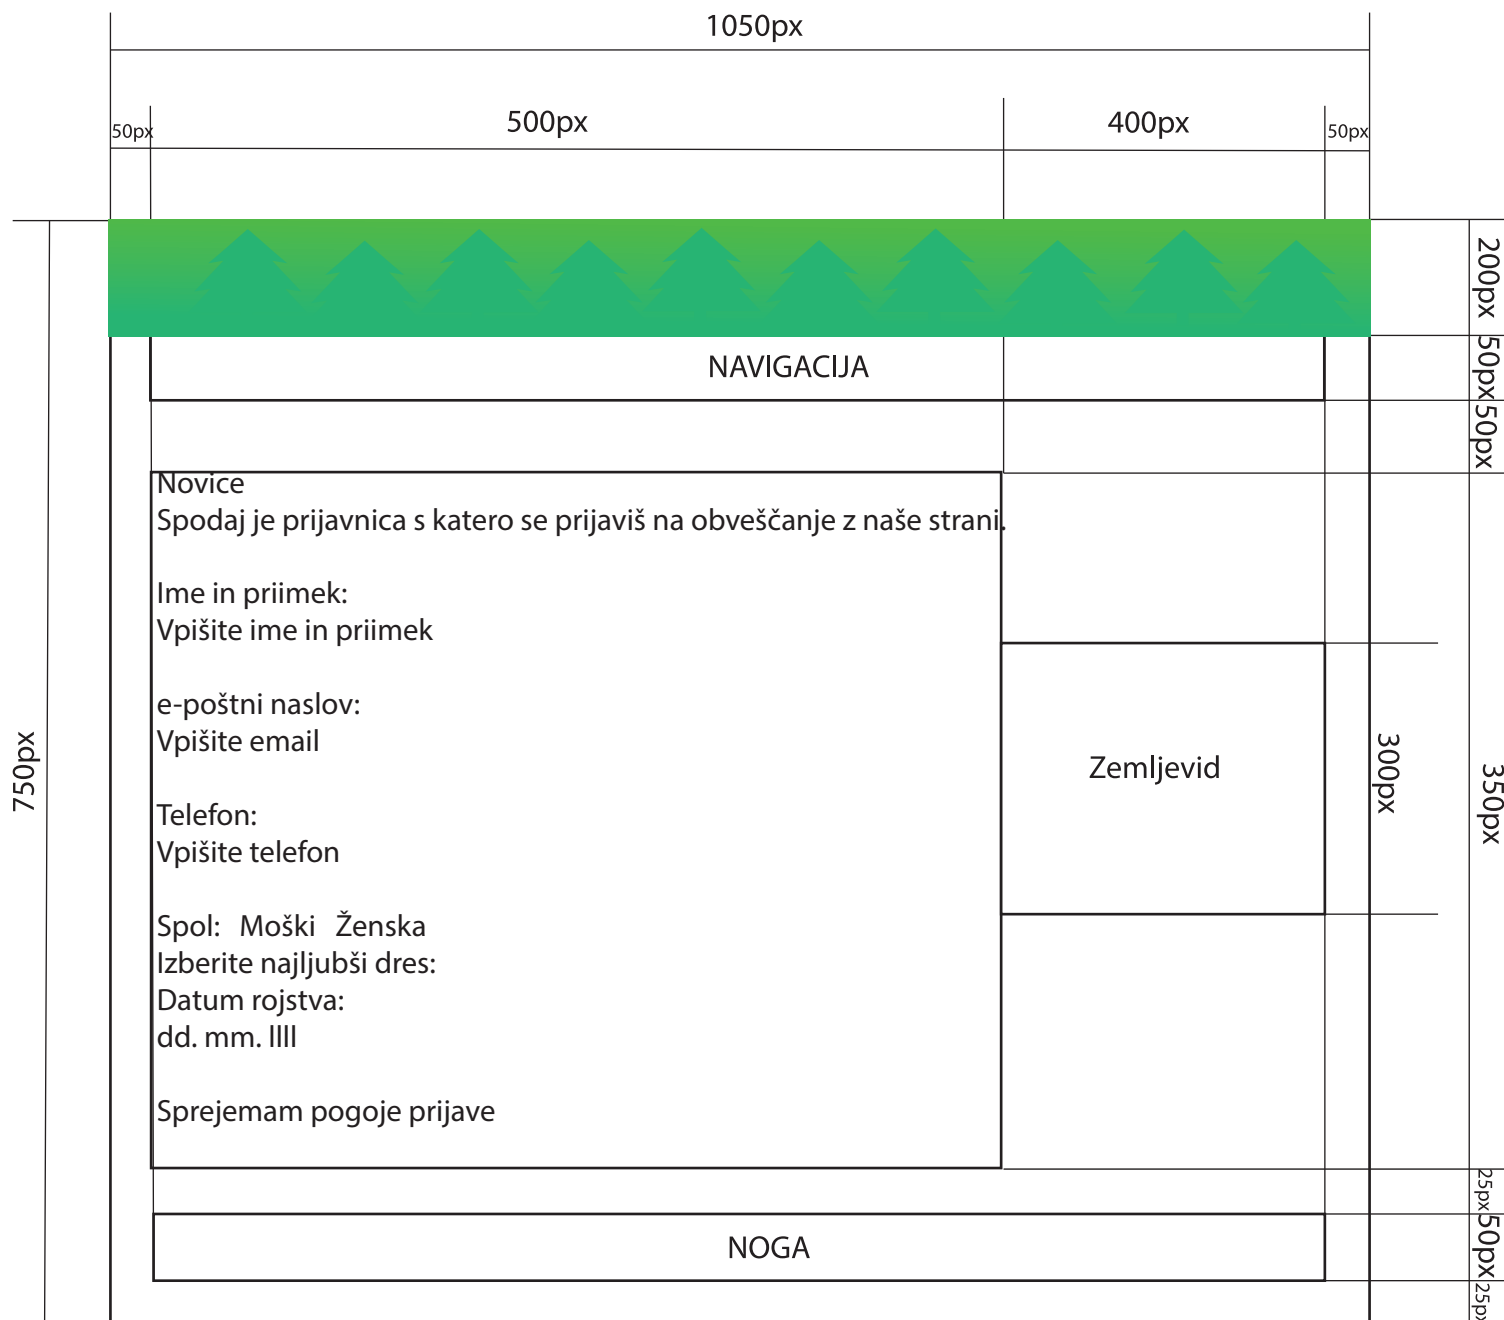 1050px
50px
500px
400px
50px
200px
NAVIGACIJA
50px
50px
Novice
Spodaj je prijavnica s katero se prijaviš na obveščanje z naše strani.
Ime in priimek:
Vpišite ime in priimek
e-poštni naslov:
Vpišite email
Telefon:
Vpišite telefon
Spol: Moški Ženska
Izberite najljubši dres:
Datum rojstva:
dd. mm. llll
Sprejemam pogoje prijave
Zemljevid
750px
300px
350px
25px
NOGA
50px
25px